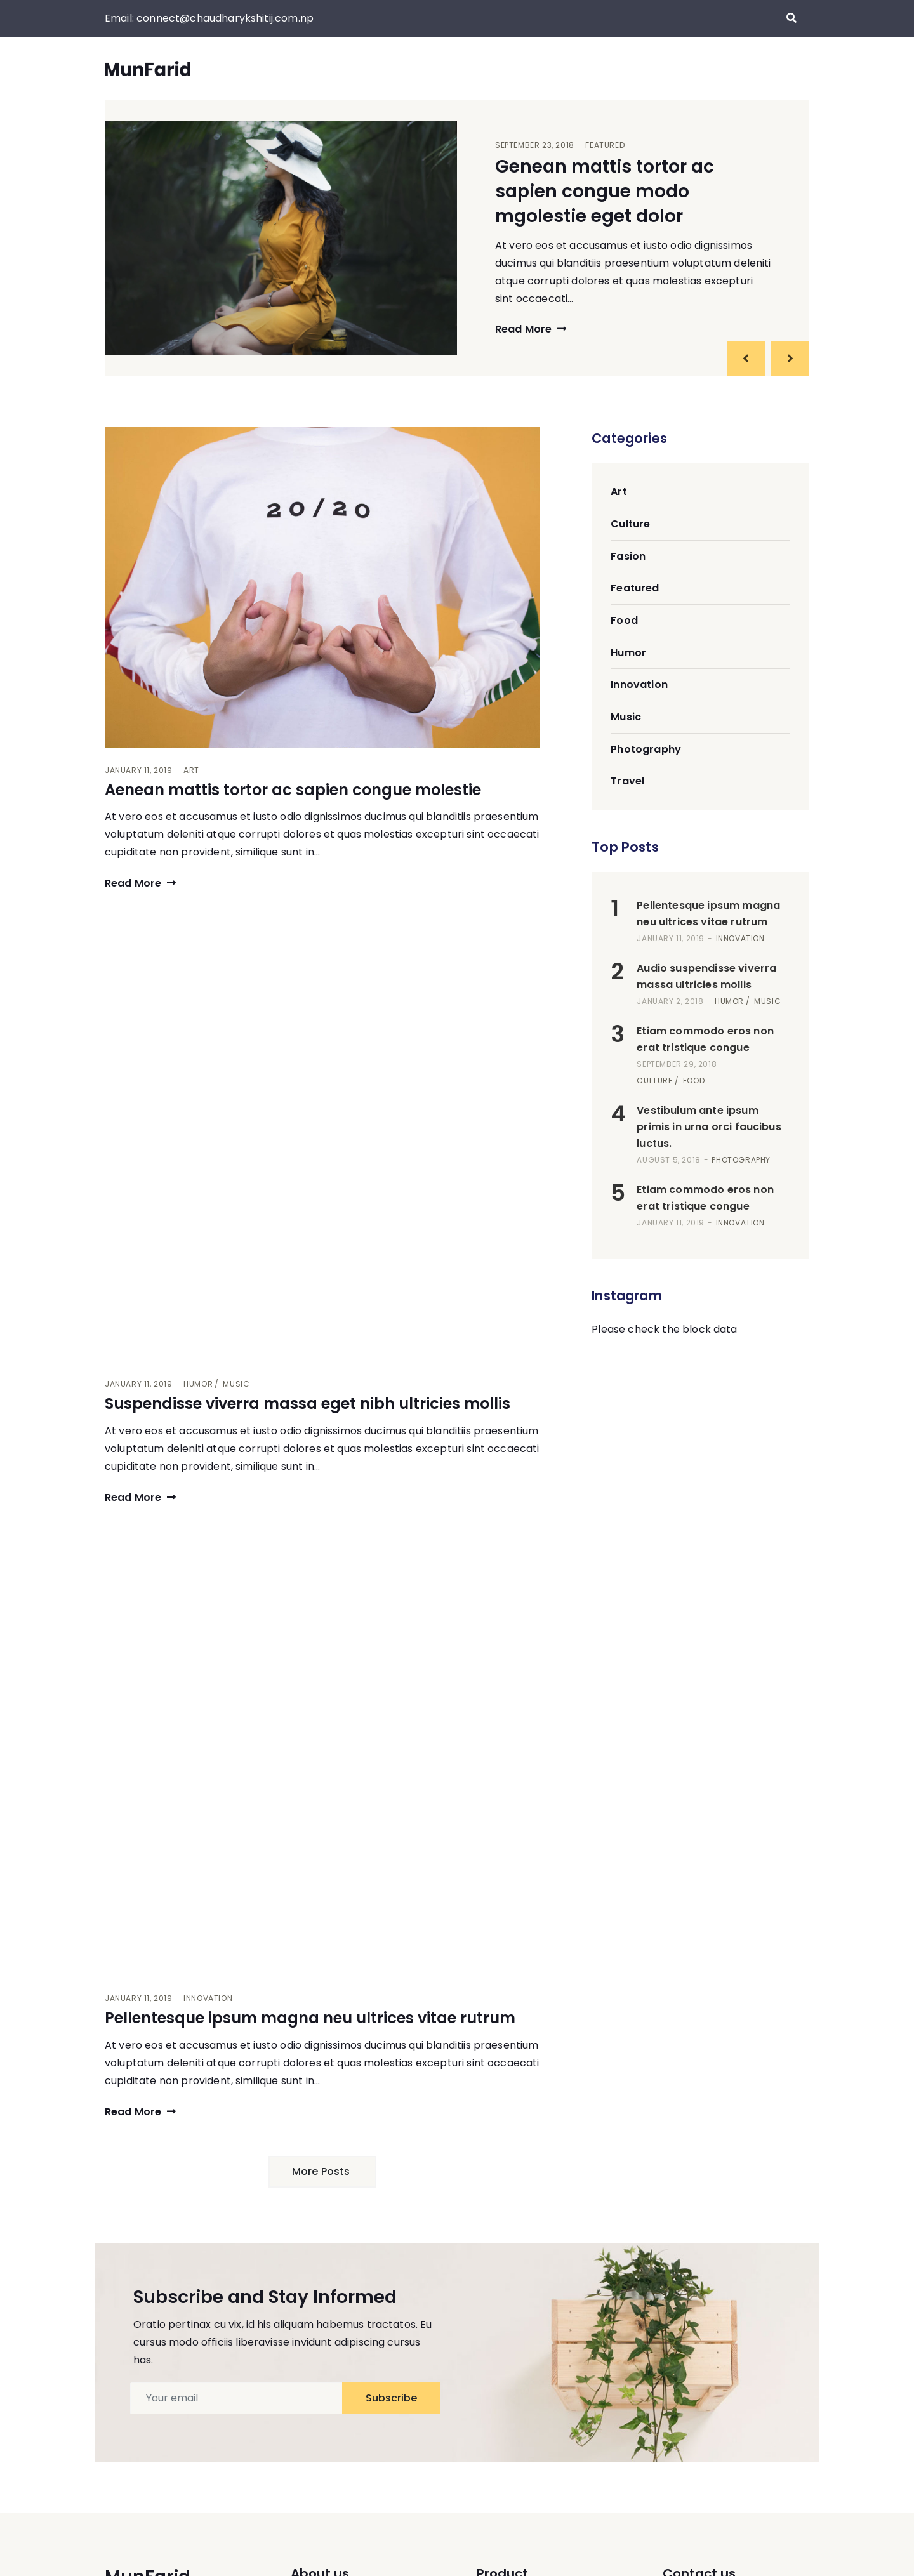 Email: connect@chaudharykshitij.com.np
MunFarid
SEPTEMBER 23, 2018 - FEATURED
Genean mattis tortor ac
sapien congue modo
mgolestie eget dolor
At vero eos et accusamus et iusto odio dignissimos
ducimus qui blanditiis praesentium voluptatum deleniti
atque corrupti dolores et quas molestias excepturi
sint occaecati...
Read More
20/20
JANUARY 11, 2019 - ART
Aenean mattis tortor ac sapien congue molestie
At vero eos et accusamus et iusto odio dignissimos ducimus qui blanditiis praesentium
voluptatum deleniti atque corrupti dolores et quas molestias excepturi sint occaecati
cupiditate non provident, similique sunt in...
Read More
JANUARY 11, 2019 - HUMOR / MUSIC
Suspendisse viverra massa eget nibh ultricies mollis
At vero eos et accusamus et iusto odio dignissimos ducimus qui blanditiis praesentium
voluptatum deleniti atque corrupti dolores et quas molestias excepturi sint occaecati
cupiditate non provident, similique sunt in...
Read More
JANUARY 11, 2019 - INNOVATION
Pellentesque ipsum magna neu ultrices vitae rutrum
At vero eos et accusamus et iusto odio dignissimos ducimus qui blanditiis praesentium
voluptatum deleniti atque corrupti dolores et quas molestias excepturi sint occaecati
cupiditate non provident, similique sunt in...
Read More
More Posts
Categories
Art
Culture
Fasion
Featured
Food
Humor
Innovation
Music
Photography
Travel
Top Posts
1
Pellentesque ipsum magna
neu ultrices vitae rutrum
JANUARY 11, 2019 - INNOVATION
2
Audio suspendisse viverra
massa ultricies mollis
JANUARY 2, 2018 - HUMOR / MUSIC
3
Etiam commodo eros non
erat tristique congue
SEPTEMBER 29, 2018 -
CULTURE / FOOD
4
Vestibulum ante ipsum
primis in urna orci faucibus
luctus.
AUGUST 5, 2018 - PHOTOGRAPHY
5
Etiam commodo eros non
erat tristique congue
JANUARY 11, 2019 - INNOVATION
Instagram
Please check the block data
Subscribe and Stay Informed
Oratio pertinax cu vix, id his aliquam habemus tractatos. Eu
cursus modo officiis liberavisse invidunt adipiscing cursus
has.
Your email
Subscribe
MunFarid
About us
Product
Contact us